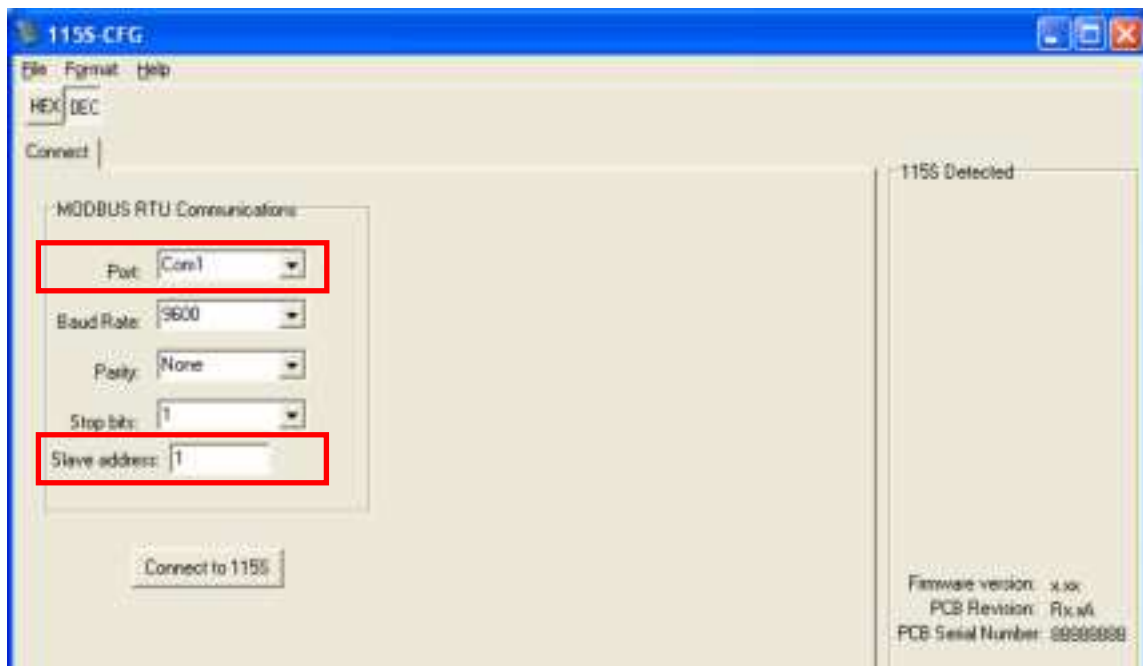 115S-CFG
File Format Help
HEX DEC
Connect
115S Detected
MODBUS RTU Communications
Port: Com1
Baud Rate: 9600
Parity: None
Stop bits: 1
Slave address: 1
Connect to 115S
Firmware version: x.xx
PCB Revision: Rx.xA
PCB Serial Number: 88888888